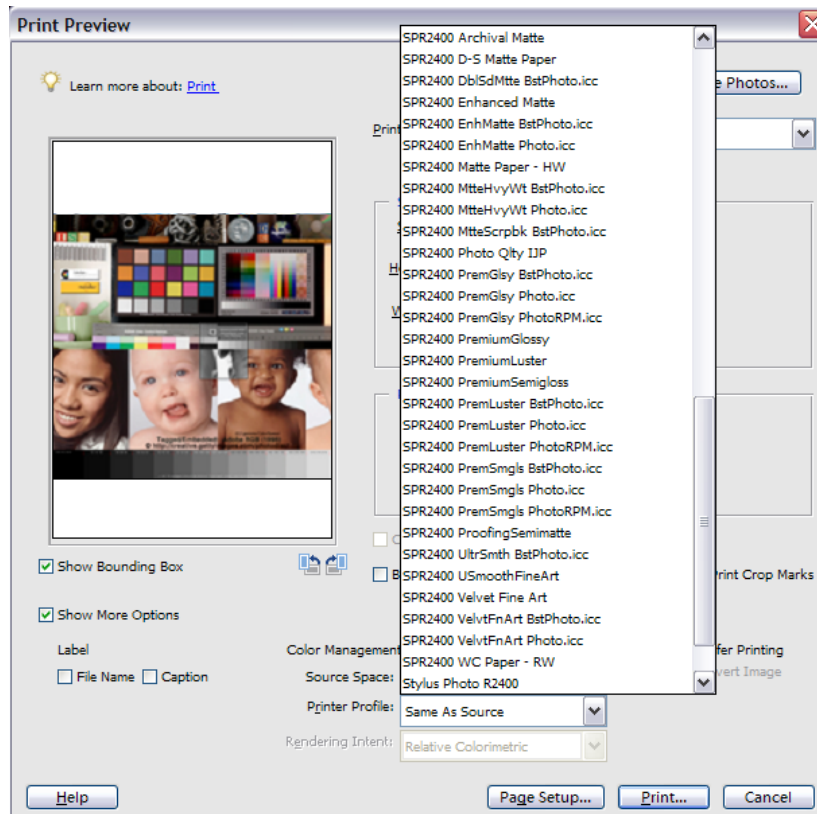 Print Preview
Learn more about: Print
e Photos...
Print
SPR2400 Archival Matte
SPR2400 D-S Matte Paper
SPR2400 DblSdMtte BstPhoto.icc
SPR2400 Enhanced Matte
SPR2400 EnhMatte BstPhoto.icc
SPR2400 EnhMatte Photo.icc
SPR2400 Matte Paper - HW
SPR2400 MtteHvyWt BstPhoto.icc
SPR2400 MtteHvyWt Photo.icc
SPR2400 MtteScrpbk BstPhoto.icc
SPR2400 Photo Qlty IJP
SPR2400 PremGlsy BstPhoto.icc
SPR2400 PremGlsy Photo.icc
SPR2400 PremGlsy PhotoRPM.icc
SPR2400 PremiumGlossy
SPR2400 PremiumLuster
SPR2400 PremiumSemigloss
SPR2400 PremLuster BstPhoto.icc
SPR2400 PremLuster Photo.icc
SPR2400 PremLuster PhotoRPM.icc
SPR2400 PremSmgls BstPhoto.icc
SPR2400 PremSmgls Photo.icc
SPR2400 PremSmgls PhotoRPM.icc
SPR2400 ProofingSemimatte
SPR2400 UltrSmth BstPhoto.icc
SPR2400 USmoothFineArt
SPR2400 Velvet Fine Art
SPR2400 VelvtFnArt BstPhoto.icc
SPR2400 VelvtFnArt Photo.icc
SPR2400 WC Paper - RW
Stylus Photo R2400
Show Bounding Box
Print Crop Marks
Show More Options
Label
Color Management
fer Printing
File Name
Caption
Source Space:
vert Image
Printer Profile:
Same As Source
Rendering Intent:
Relative Colorimetric
Help
Page Setup...
Print...
Cancel